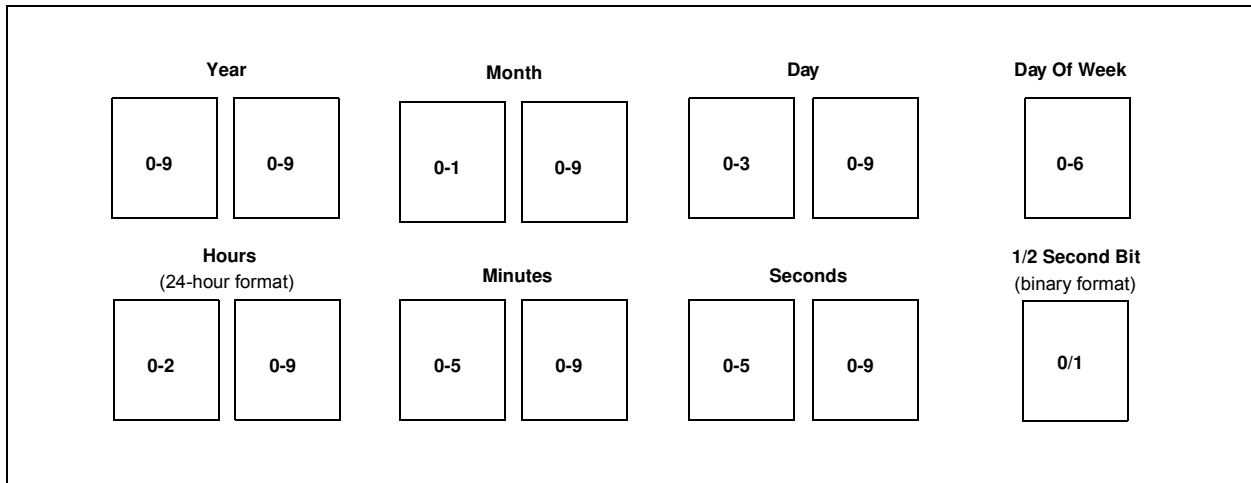 Year
Month
Day
Day Of Week
0-9 0-9
0-1 0-9
0-3 0-9
0-6
Hours
(24-hour format)
Minutes
Seconds
1/2 Second Bit
(binary format)
0-2 0-9
0-5 0-9
0-5 0-9
0/1